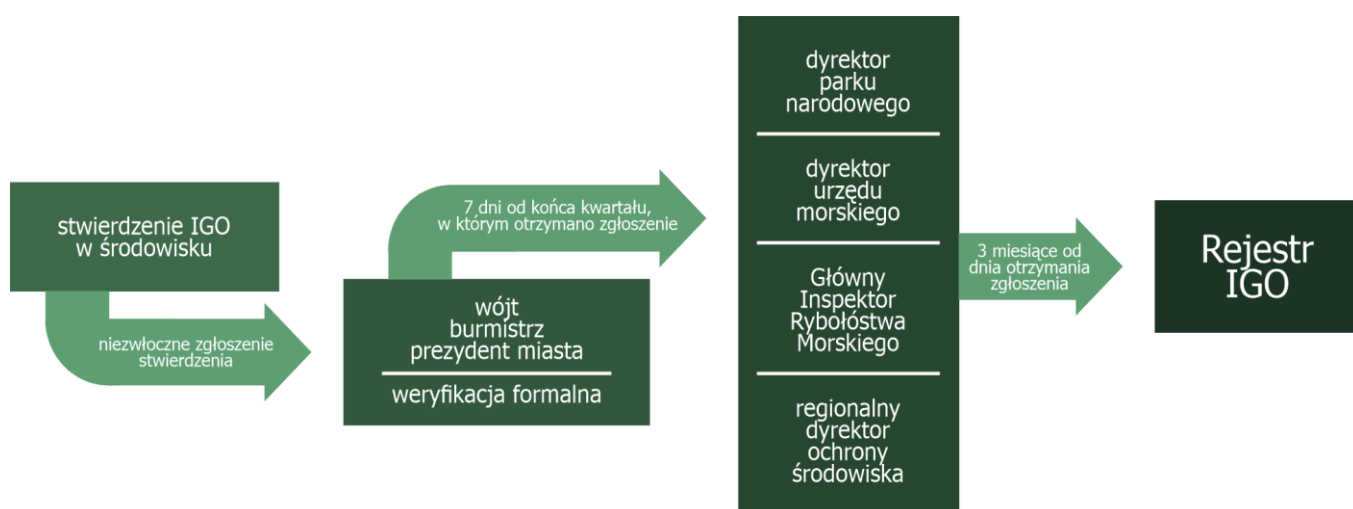 stwierdzenie IGO
w środowisku
niezwłoczne zgłoszenie
stwierdzenia
wójt
burmistrz
prezydent miasta
weryfikacja formalna
7 dni od końca kwartału,
w którym otrzymano zgłoszenie
dyrektor
parku
narodowego
dyrektor
urzędu
morskiego
Główny
Inspektor
Rybołóstwa
Morskiego
regionalny
dyrektor
ochrony
środowiska
3 miesiące od
dnia otrzymania
zgłoszenia
Rejestr
IGO